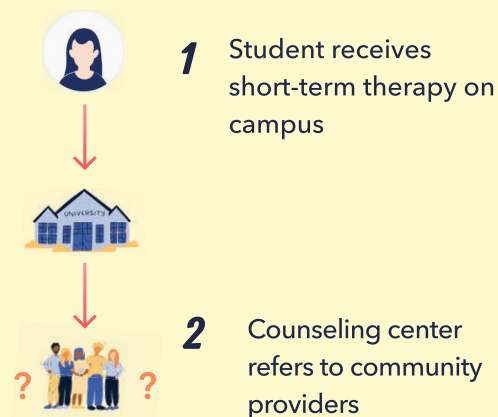 1 Student receives
short-term therapy on
campus
UNIVERSITY
2 Counseling center
refers to community
providers
? ?